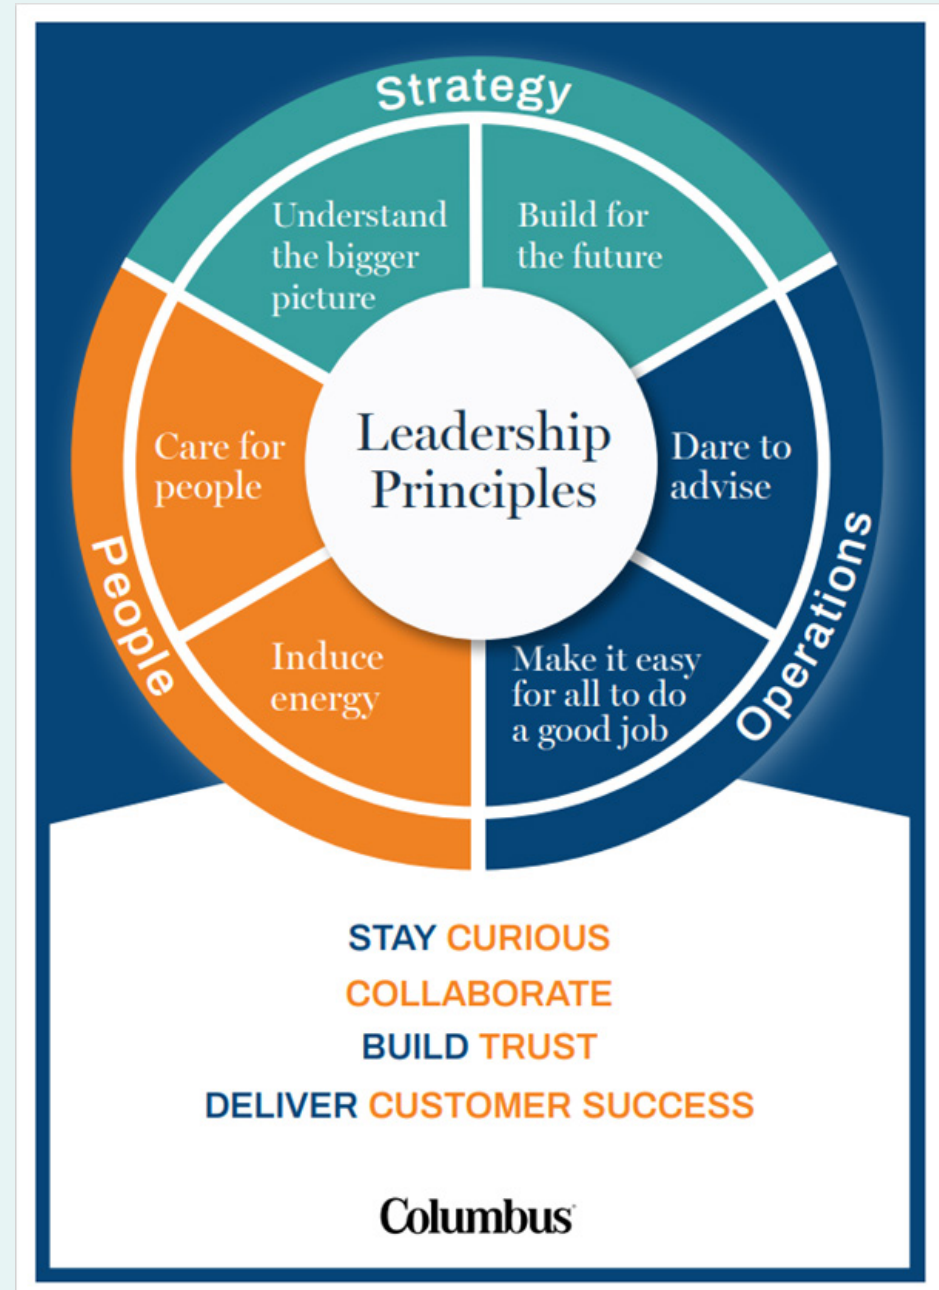 Strategy
Understand
the bigger
picture
Build for
the future
Care for
people
Leadership
Principles
Dare to
advise
People
Operations
Induce
energy
Make it easy
for all to do
a good job
STAY CURIOUS
COLLABORATE
BUILD TRUST
DELIVER CUSTOMER SUCCESS
Columbus